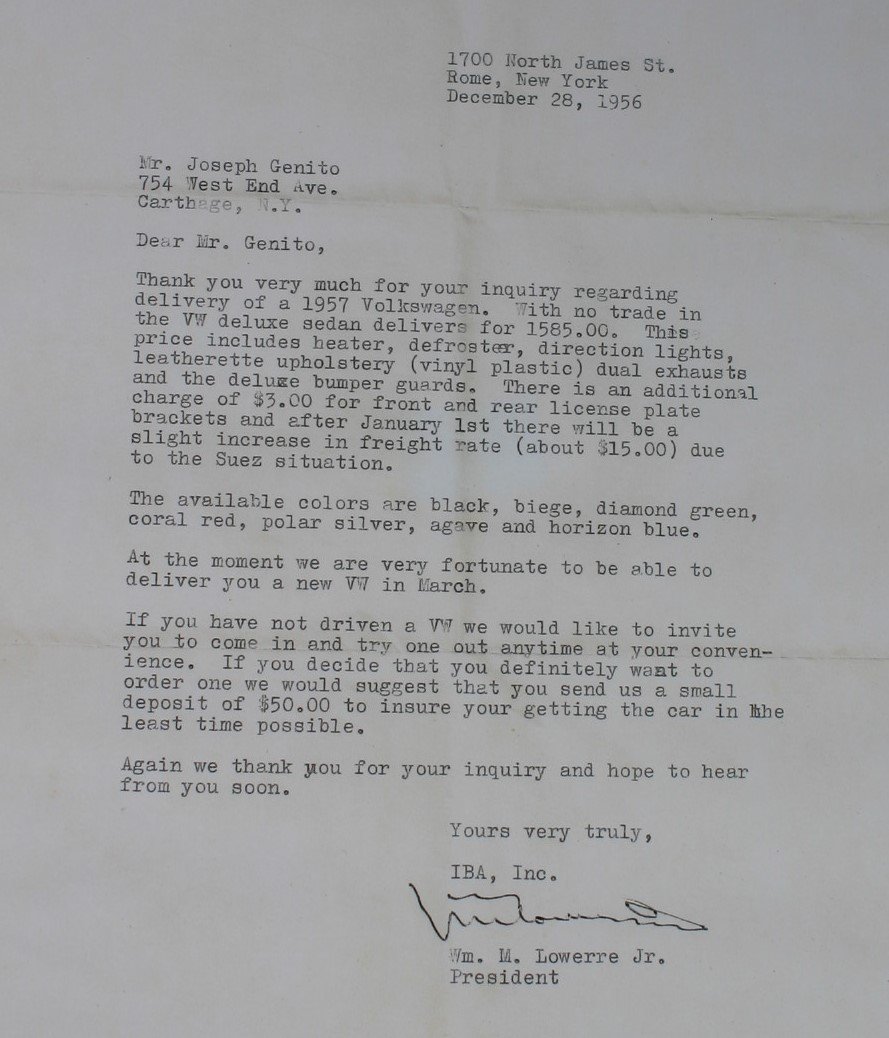 1700 North James St.
Rome, New York
December 28, 1956
Mr. Joseph Genito
754 West End Ave.
Carthage, N.Y.
Dear Mr. Genito,
Thank you very much for your inquiry regarding
delivery of a 1957 Volkswagen. With no trade in
the VW deluxe sedan delivers for 1585.00. This
price includes heater, defroster, direction lights,
leatherette upholstery (vinyl plastic) dual exhausts
and the deluxe bumper guards. There is an additional
charge of $3.00 for front and rear license plate
brackets and after January 1st there will be a
slight increase in freight rate (about $15.00) due
to the Suez situation.
The available colors are black, biege, diamond green,
coral red, polar silver, agave and horizon blue.
At the moment we are very fortunate to be able to
deliver you a new VW in March.
If you have not driven a VW we would like to invite
you to come in and try one out anytime at your conven-
ience. If you decide that you definitely want to
order one we would suggest that you send us a small
deposit of $50.00 to insure your getting the car in the
least time possible.
Again we thank you for your inquiry and hope to hear
from you soon.
Yours very truly,
IBA, Inc.
Wm. M. Lowerre Jr.
President